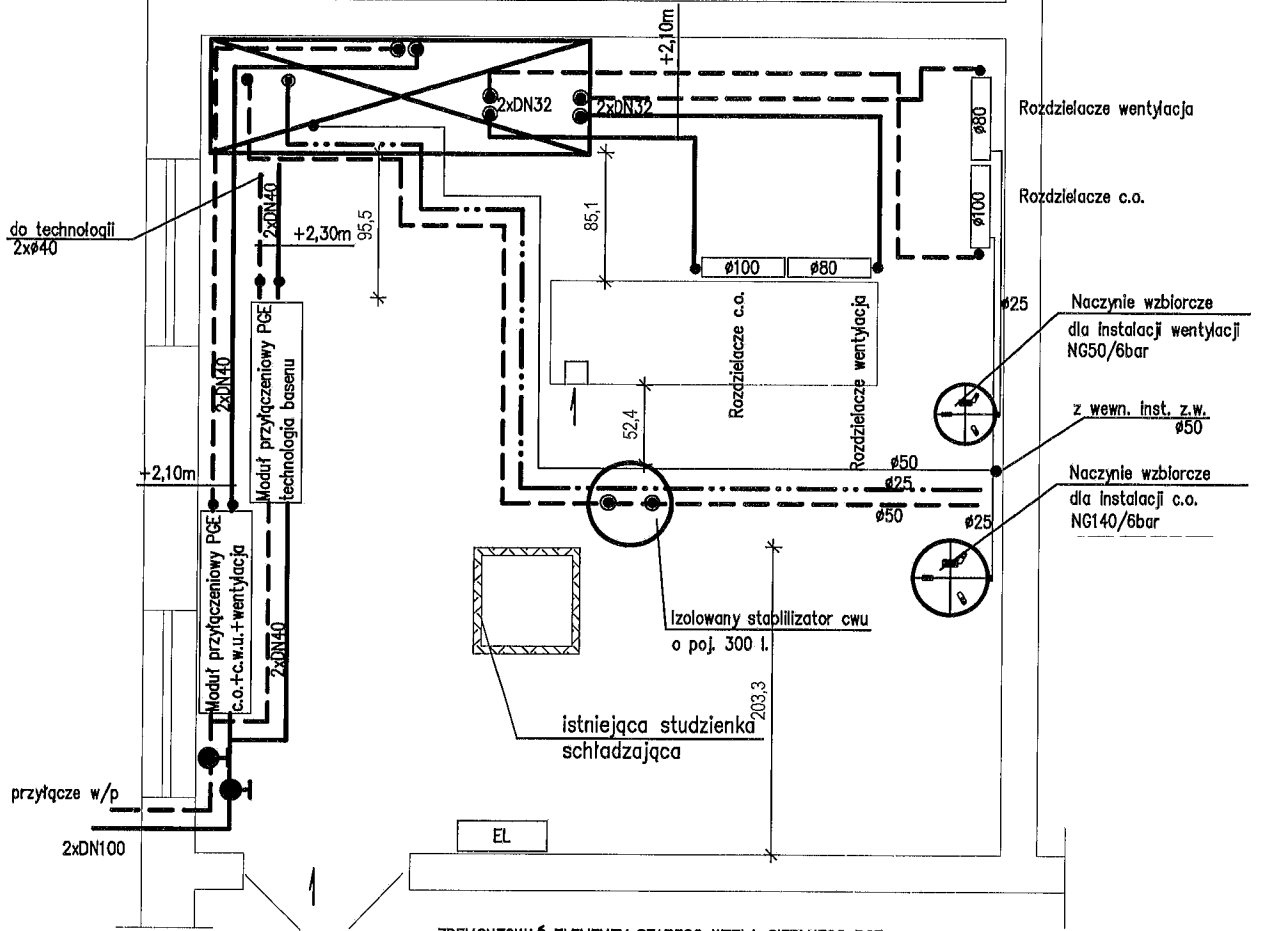 +2,10m
2xDN32
2xDN32
ø80
Rozdzielacze wentylacja
ø100
Rozdzielacze c.o.
do technologii
2xø40
2xDN40
+2,30m
95,5
85,1
ø100
ø80
ø25
Naczynie wzbiorcze
dla instalacji wentylacji
NG50/6bar
Moduł przyłączeniowy PGE
technologia basenu
2xDN40
Rozdzielacze c.o.
Rozdzielacze wentylacja
52,4
z wewn. inst. z.w.
ø50
+2,10m
ø50
ø25
ø50
ø25
Naczynie wzbiorcze
dla instalacji c.o.
NG140/6bar
Moduł przyłączeniowy PGE
c.o.+c.w.u.+wentylacja
2xDN40
Izolowany stablilizator cwu
o poj. 300 l.
203,3
istniejąca studzienka
schładzająca
przyłącze w/p
2xDN100
EL